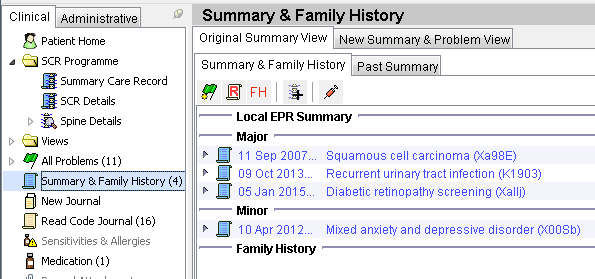 Clinical
Administrative
Patient Home
SCR Programme
Summary Care Record
SCR Details
Spine Details
Views
All Problems (11)
Summary & Family History (4)
New Journal
Read Code Journal (16)
Sensitivities & Allergies
Medication (1)
Summary & Family History
Original Summary View
New Summary & Problem View
Summary & Family History
Past Summary
R
FH
Local EPR Summary
Major
11 Sep 2007... Squamous cell carcinoma (Xa98E)
09 Oct 2013... Recurrent urinary tract infection (K1903)
05 Jan 2015... Diabetic retinopathy screening (XaIIj)
Minor
10 Apr 2012... Mixed anxiety and depressive disorder (X00Sb)
Family History